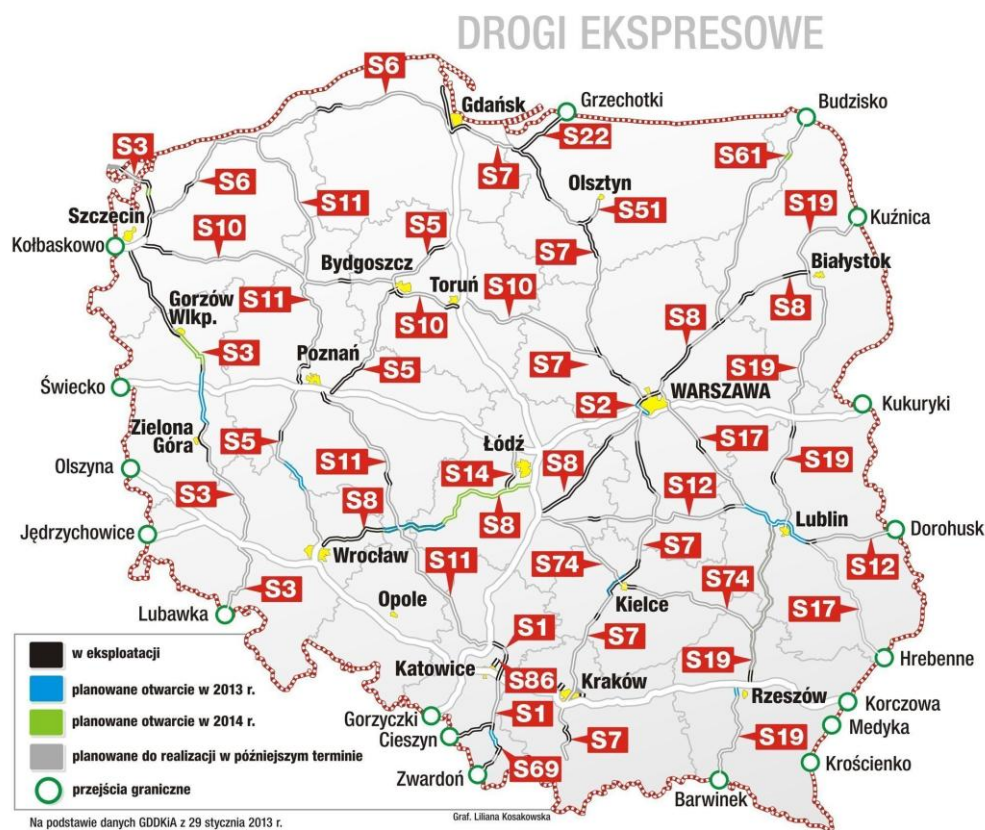 DROGI EKSPRESOWE
S6
Gdańsk
Grzechotki
Budzisko
S3
S22
S61
S7
S6
Olsztyn
S51
S19
Szczecin
S11
Kuźnica
Kołbaskowo
S10
S5
S7
Białystok
Bydgoszcz
Toruń
S10
S8
Gorzów
Wlkp.
S11
S10
S8
S3
Poznań
S5
S7
S19
Świecko
S2
WARSZAWA
Kukuryki
Zielona
Góra
S5
Łódź
S17
Olszyna
S11
S14
S8
S19
S3
S8
S8
S12
Jędrzychowice
Wrocław
Lublin
Dorohusk
S11
S74
S7
S12
S3
Opole
Kielce
S74
S17
Lubawka
S1
S7
Hrebenne
w eksploatacji
Katowice
S86
Kraków
S19
Rzeszów
planowane otwarcie w 2013 r.
Korczowa
planowane otwarcie w 2014 r.
Gorzyczki
S1
Medyka
Cieszyn
S7
S19
planowane do realizacji w późniejszym terminie
Zwardoń
S69
Krościenko
przejścia graniczne
Barwinek
Na podstawie danych GDDKiA z 29 stycznia 2013 r.
Graf. Liliana Kosakowska